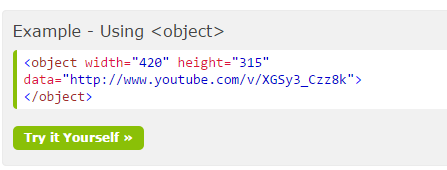 Example - Using <object>
<object width="420" height="315"
data="http://www.youtube.com/v/XGSy3_Czz8k">
</object>
Try it Yourself »